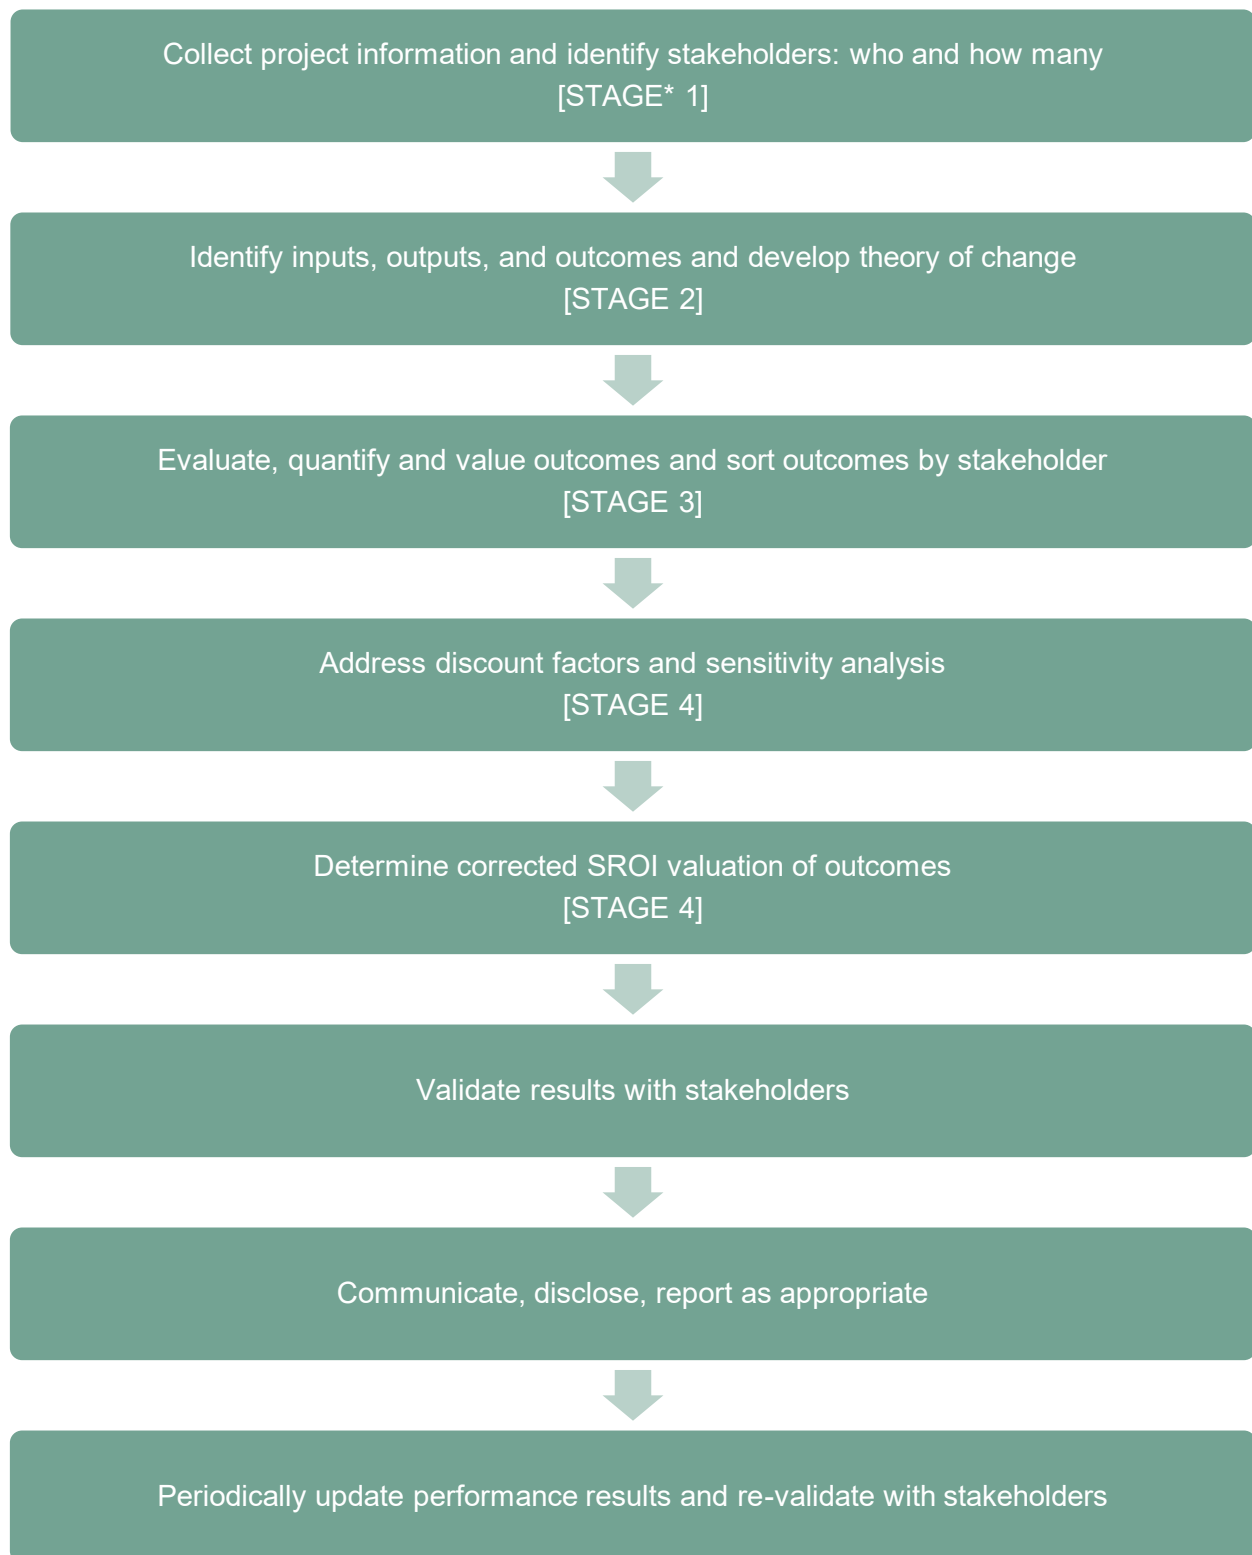 Collect project information and identify stakeholders: who and how many
[STAGE* 1]
Identify inputs, outputs, and outcomes and develop theory of change
[STAGE 2]
Evaluate, quantify and value outcomes and sort outcomes by stakeholder
[STAGE 3]
Address discount factors and sensitivity analysis
[STAGE 4]
Determine corrected SROI valuation of outcomes
[STAGE 4]
Validate results with stakeholders
Communicate, disclose, report as appropriate
Periodically update performance results and re-validate with stakeholders